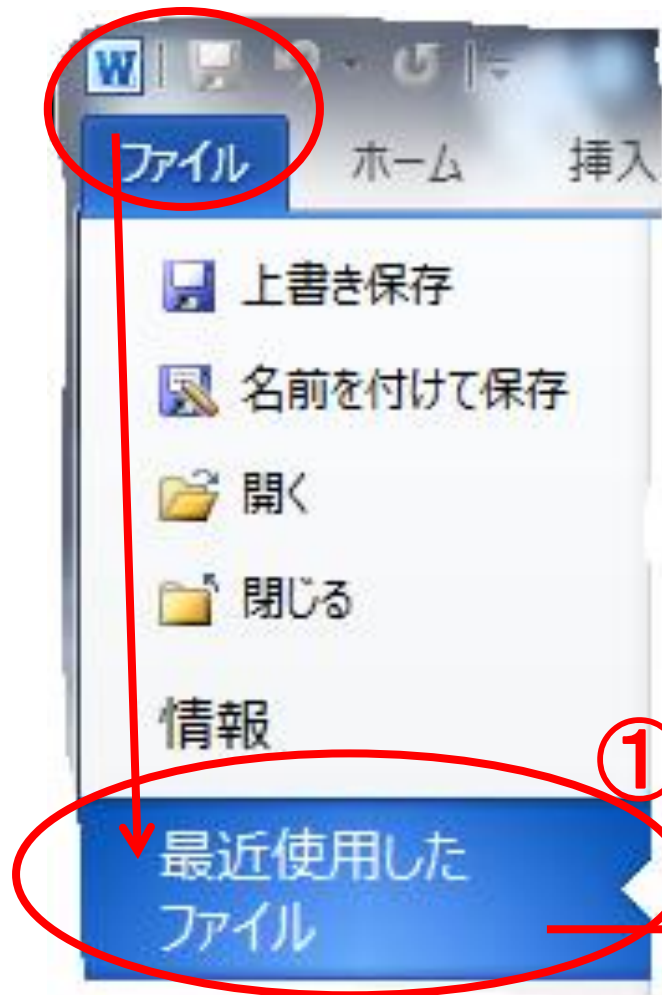 W
ファイル ホーム 挿入
上書き保存
名前を付けて保存
開く
閉じる
情報
①
最近使用した
ファイル